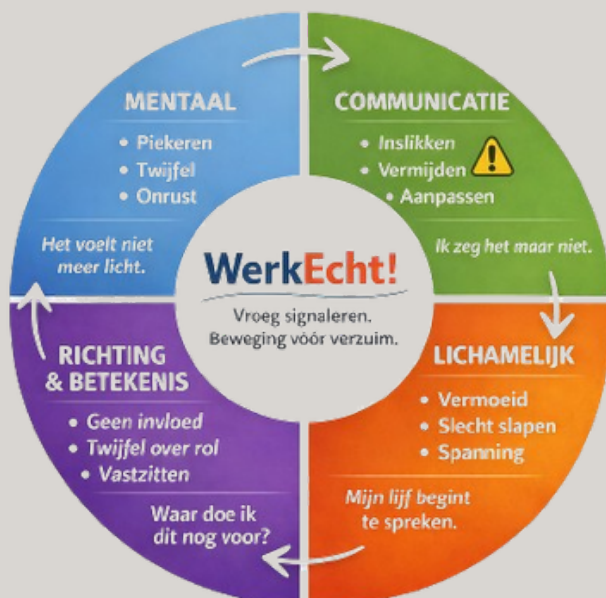 MENTAAL
• Piekeren
• Twijfel
• Onrust
Het voelt niet
meer licht.
COMMUNICATIE
• Inslikken
• Vermijden
• Aanpassen
Ik zeg het maar niet.
WerkEcht!
Vroeg signaleren.
Beweging vóór verzuim.
RICHTING
& BETEKENIS
• Geen invloed
• Twijfel over rol
• Vastzitten
Waar doe ik
dit nog voor?
LICHAMELIJK
• Vermoeid
• Slecht slapen
• Spanning
Mijn lijf begint
te spreken.